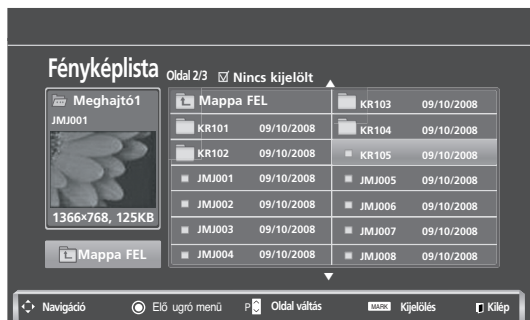 Fényképlista Oldal 2/3 Nincs kijelölt
Meghajtó1
JMJ001
1366×768, 125KB
Mappa FEL
Mappa FEL
KR101 09/10/2008
KR102 09/10/2008
JMJ001 09/10/2008
JMJ002 09/10/2008
JMJ003 09/10/2008
JMJ004 09/10/2008
KR103 09/10/2008
KR104 09/10/2008
KR105 09/10/2008
JMJ005 09/10/2008
JMJ006 09/10/2008
JMJ007 09/10/2008
JMJ008 09/10/2008
Navigáció Elő ugró menü P Oldal váltás MARK Kijelölés Kilép